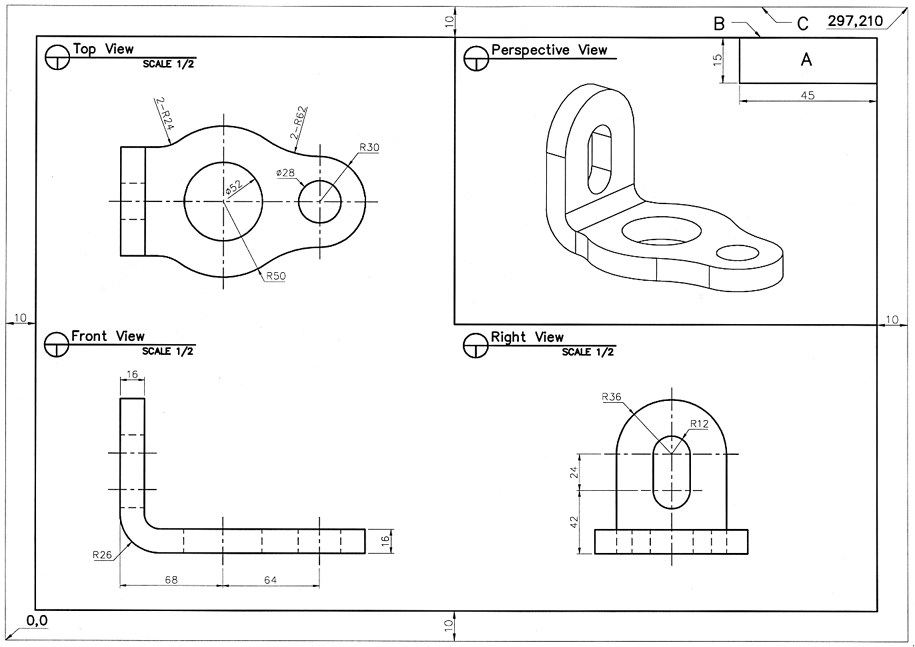 10
B
C
297,210
Top View
SCALE 1/2
Perspective View
15
A
45
2-R24
2-R62
R30
ø28
ø52
R50
10
10
Front View
SCALE 1/2
Right View
SCALE 1/2
16
R36
R12
24
42
16
R26
68
64
0,0
10